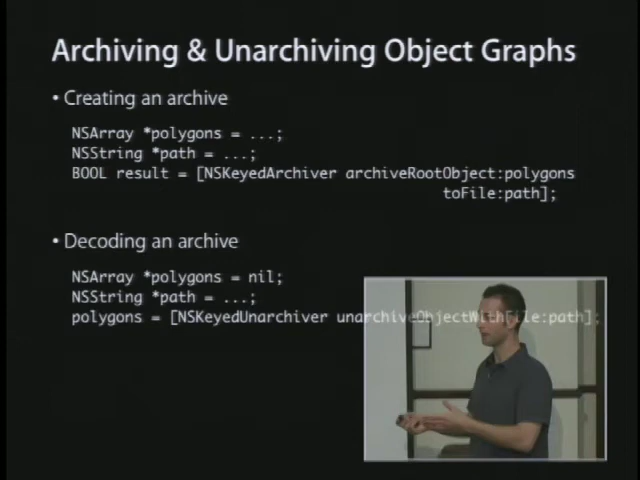 Archiving & Unarchiving Object Graphs
• Creating an archive
NSArray *polygons = ...;
NSString *path = ...;
BOOL result = [NSKeyedArchiver archiveRootObject:polygons
toFile:path];
• Decoding an archive
NSArray *polygons = nil;
NSString *path = ...;
polygons = [NSKeyedUnarchiver unarchiveObjectWithFile:path];